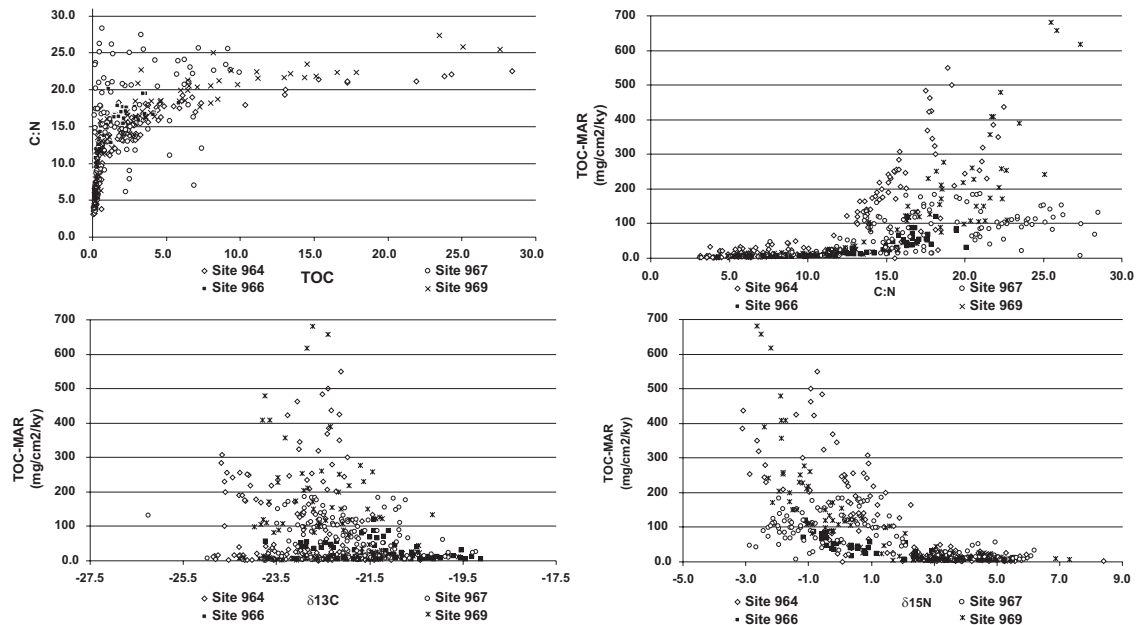 30.0
25.0
20.0
15.0
10.0
5.0
0.0
C:N
0.0 5.0 10.0 15.0 20.0 25.0 30.0
TOC
Site 964 Site 967
Site 966 Site 969
700
600
500
400
300
200
100
0.0
TOC-MAR
(mg/cm2/ky)
0.0 5.0 10.0 15.0 20.0 25.0 30.0
C:N
Site 964 Site 967
Site 966 Site 969
700
600
500
400
300
200
100
0.0
TOC-MAR
(mg/cm2/ky)
-27.5 -25.5 -23.5 -21.5 -19.5 -17.5
δ13C
Site 964 Site 967
Site 966 Site 969
700
600
500
400
300
200
100
0.0
TOC-MAR
(mg/cm2/ky)
-5.0 -3.0 -1.0 1.0 3.0 5.0 7.0 9.0
δ15N
Site 964 Site 967
Site 966 Site 969